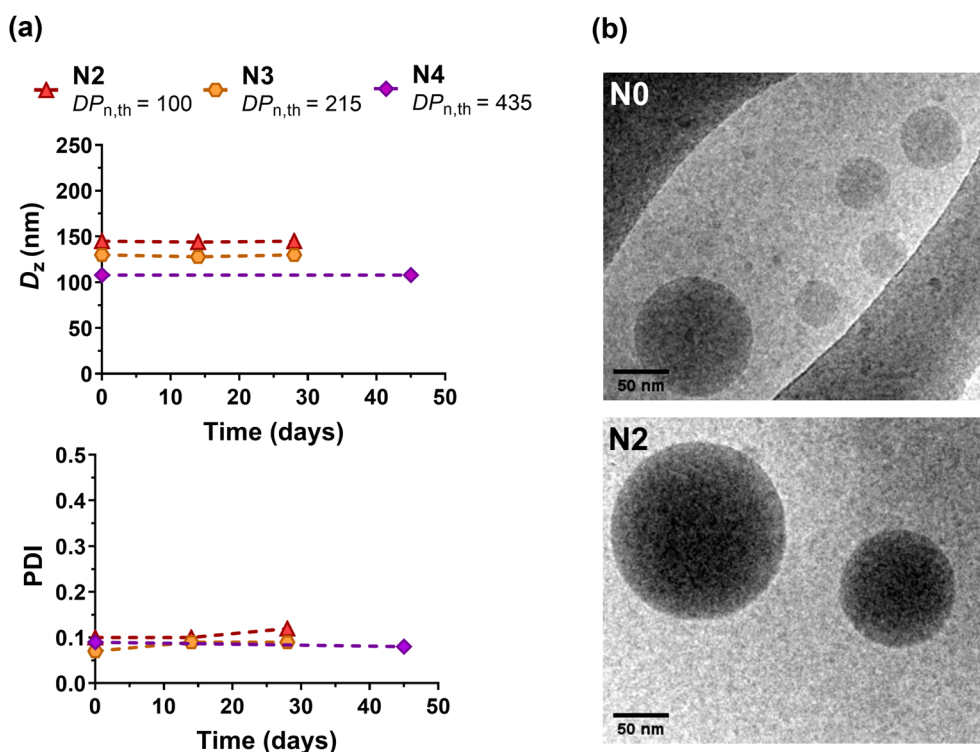 (a)
N2
DPn,th = 100
N3
DPn,th = 215
N4
DPn,th = 435
250
200
150
100
50
0
Dz (nm)
0 10 20 30 40 50
Time (days)
0.5
0.4
0.3
0.2
0.1
0.0
PDI
0 10 20 30 40 50
Time (days)
(b)
N0
50 nm
N2
50 nm